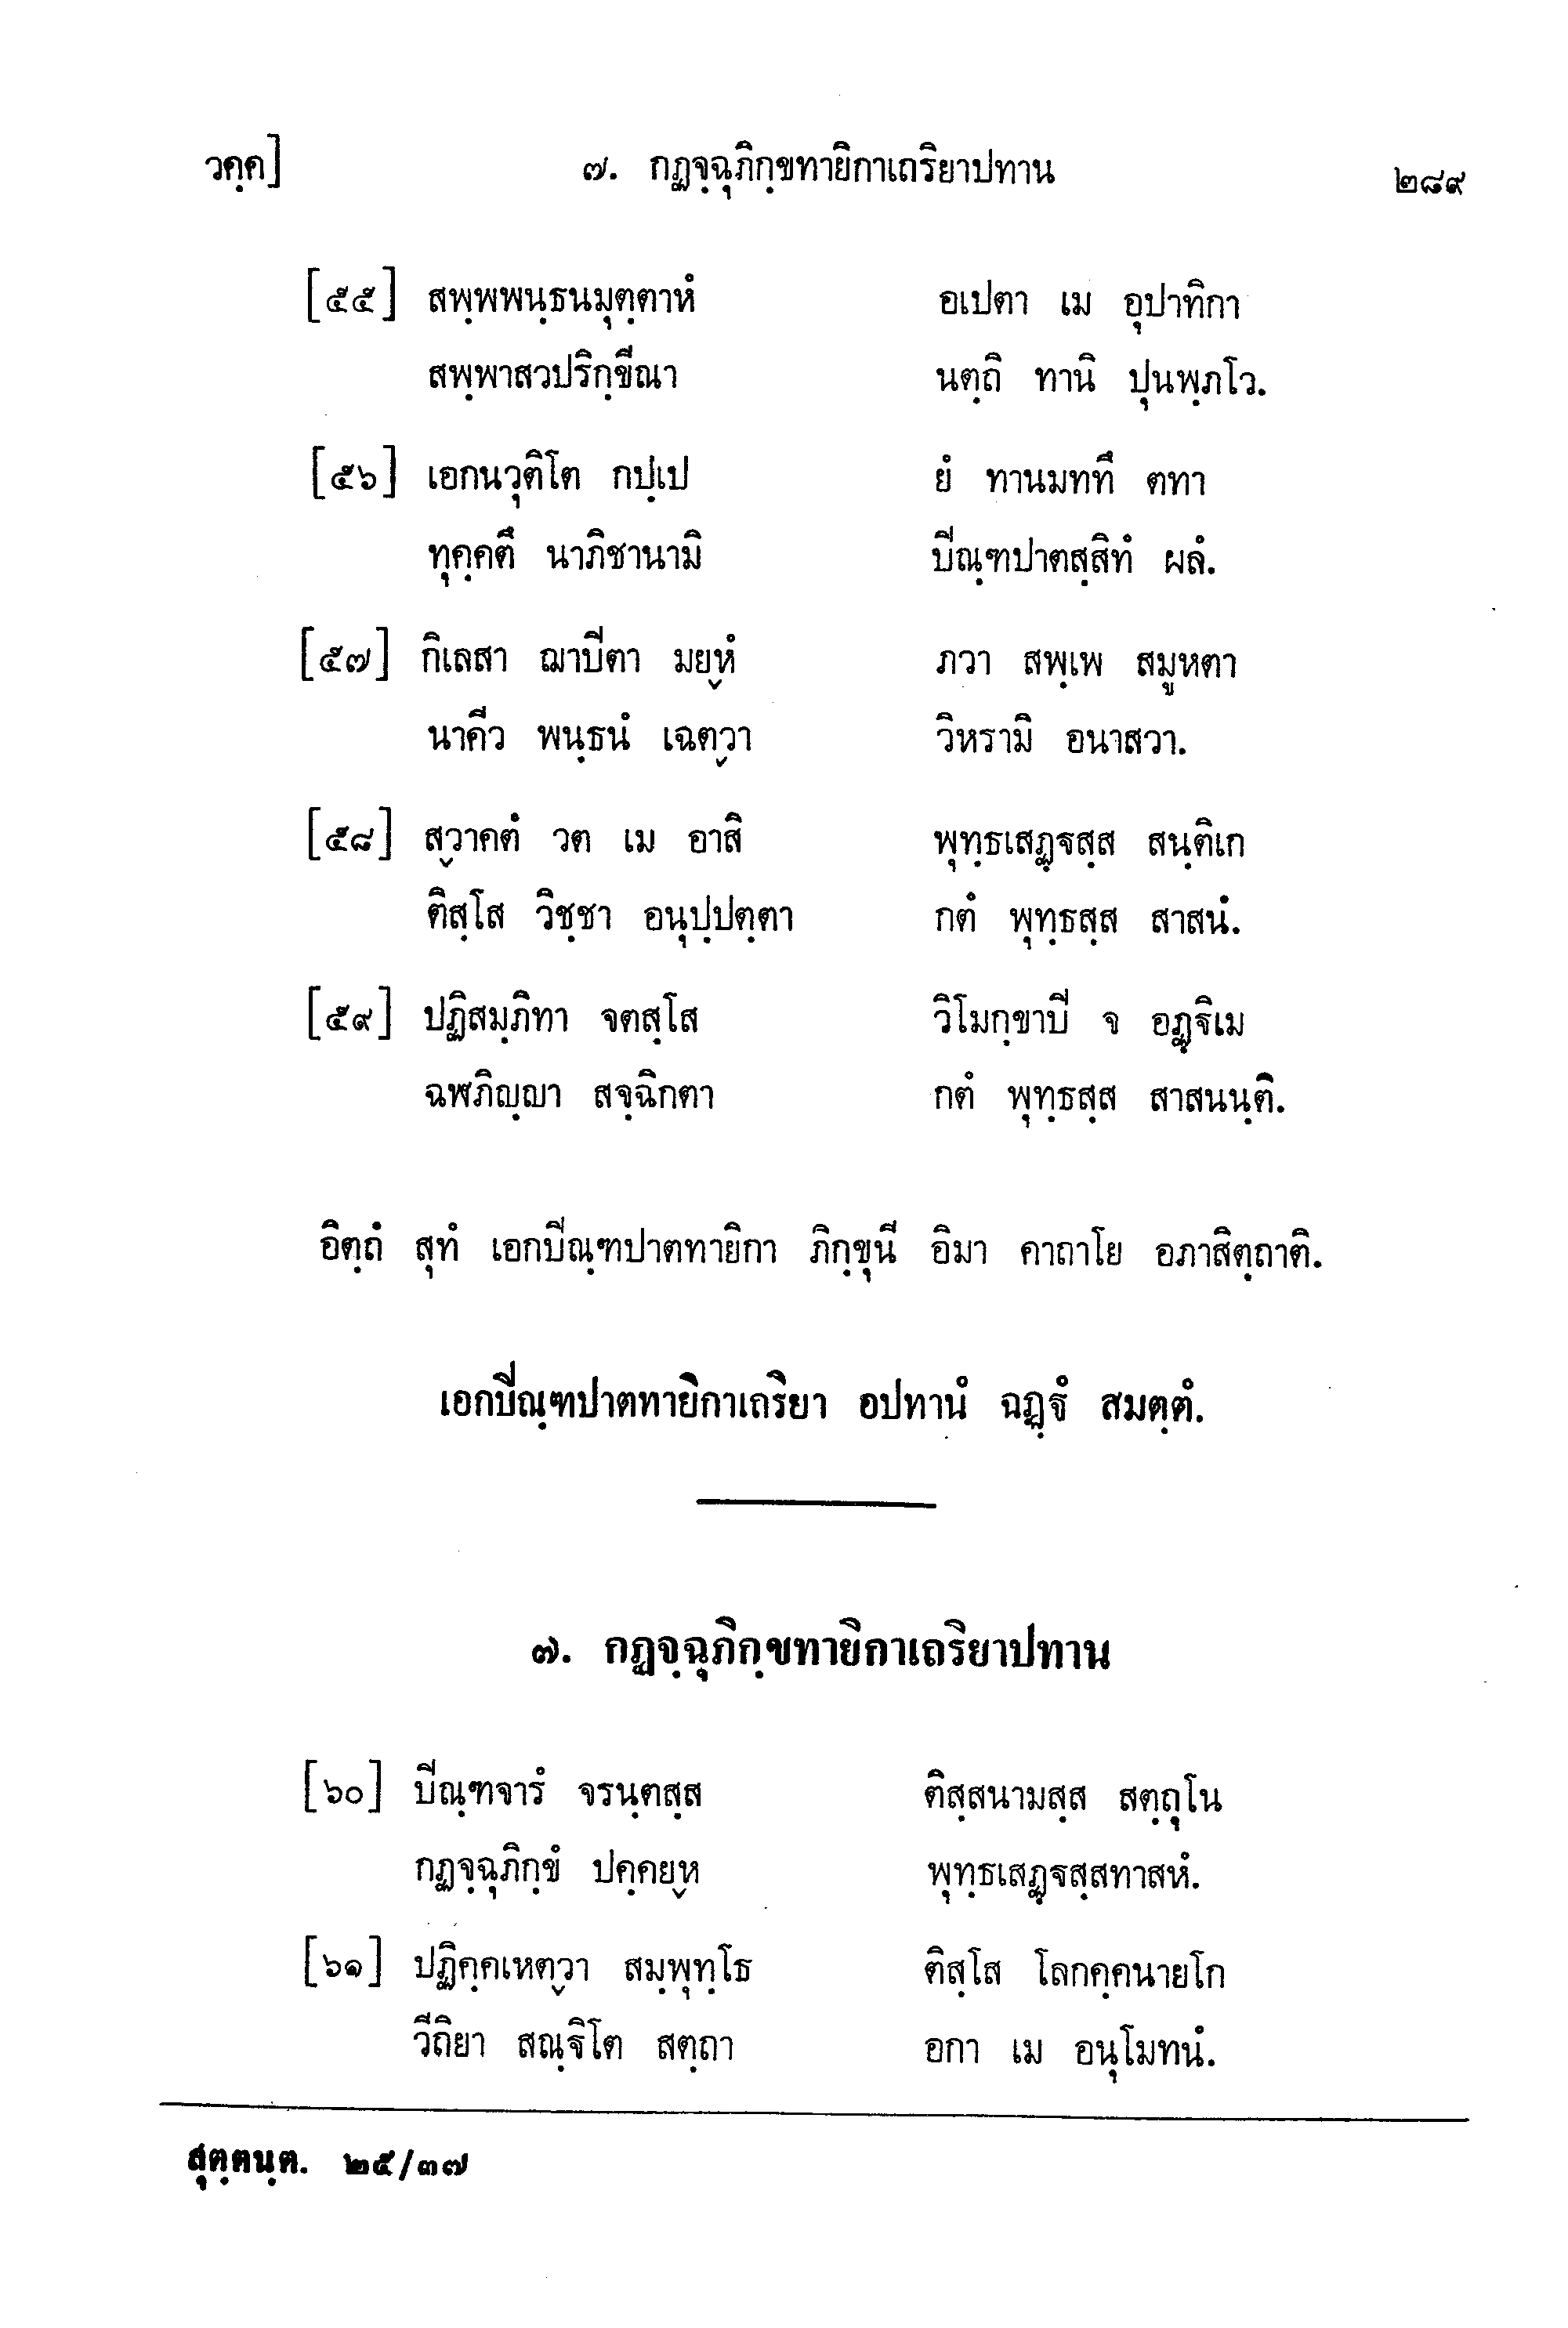 วคฺค] ๗. กฏจฺฉุภิกฺขทายิกาเถริยาปทาน ๒๘๙
[๕๕] สพฺพพนฺธนมุตฺตาหํ อเปตา เม อุปาทิกา
สพฺพาสวปริกฺขีณา นตฺถิ ทานิ ปุนพฺภโว.
[๕๖] เอกนวุติโต กปฺเป ยํ ทานมททึ ตทา
ทุคฺคตึ นาภิชานามิ ปิณฺฑปาตสฺสิทํ ผลํ.
[๕๗] กิเลสา ฌาปิตา มยฺหํ ภวา สพฺเพ สมูหตา
นาคีว พนฺธนํ เฉตฺวา วิหรามิ อนาสวา.
[๕๘] สฺวาคตํ วต เม อาสิ พุทฺธเสฏฺฐสฺส สนฺติเก
ติสฺโส วิชฺชา อนุปฺปตฺตา กตํ พุทฺธสฺส สาสนํ.
[๕๙] ปฏิสมฺภิทา จตสฺโส วิโมกฺขาปิ จ อฏฺฐิเม
ฉฬภิญฺญา สจฺฉิกตา กตํ พุทฺธสฺส สาสนนฺติ.
อิตฺถํ สุทํ เอกปิณฺฑปาตทายิกา ภิกฺขุนี อิมา คาถาโย อภาสิตฺถาติ.
เอกปิณฺฑปาตทายิกาเถริยา อปทานํ ฉฏฺฐํ สมตฺตํ.
๗. กฏจฺฉุภิกฺขทายิกาเถริยาปทาน
[๖๐] ปิณฺฑจารํ จรนฺตสฺส ติสฺสนามสฺส สตฺถุโน
กฏจฺฉุภิกฺขํ ปคฺคยฺห พุทฺธเสฏฺฐสฺสทาสหํ.
[๖๑] ปฏิคฺคเหตฺวา สมฺพุทฺโธ ติสฺโส โลกคฺคนายโก
วีถิยา สณฺฐิโต สตฺถา อกา เม อนุโมทนํ.
สุตฺตนฺต. ๒๕/๓๗